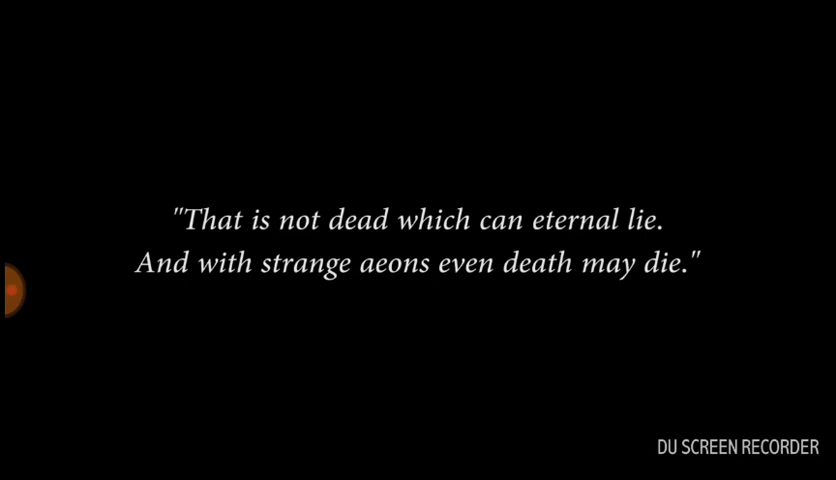 "That is not dead which can eternal lie.
And with strange aeons even death may die."
DU SCREEN RECORDER